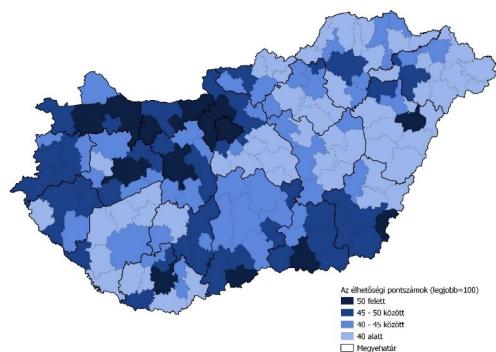 Az élhetőségi pontszámok (legjobb=100)
50 felett
45 - 50 között
40 - 45 között
40 alatt
Megyehatár